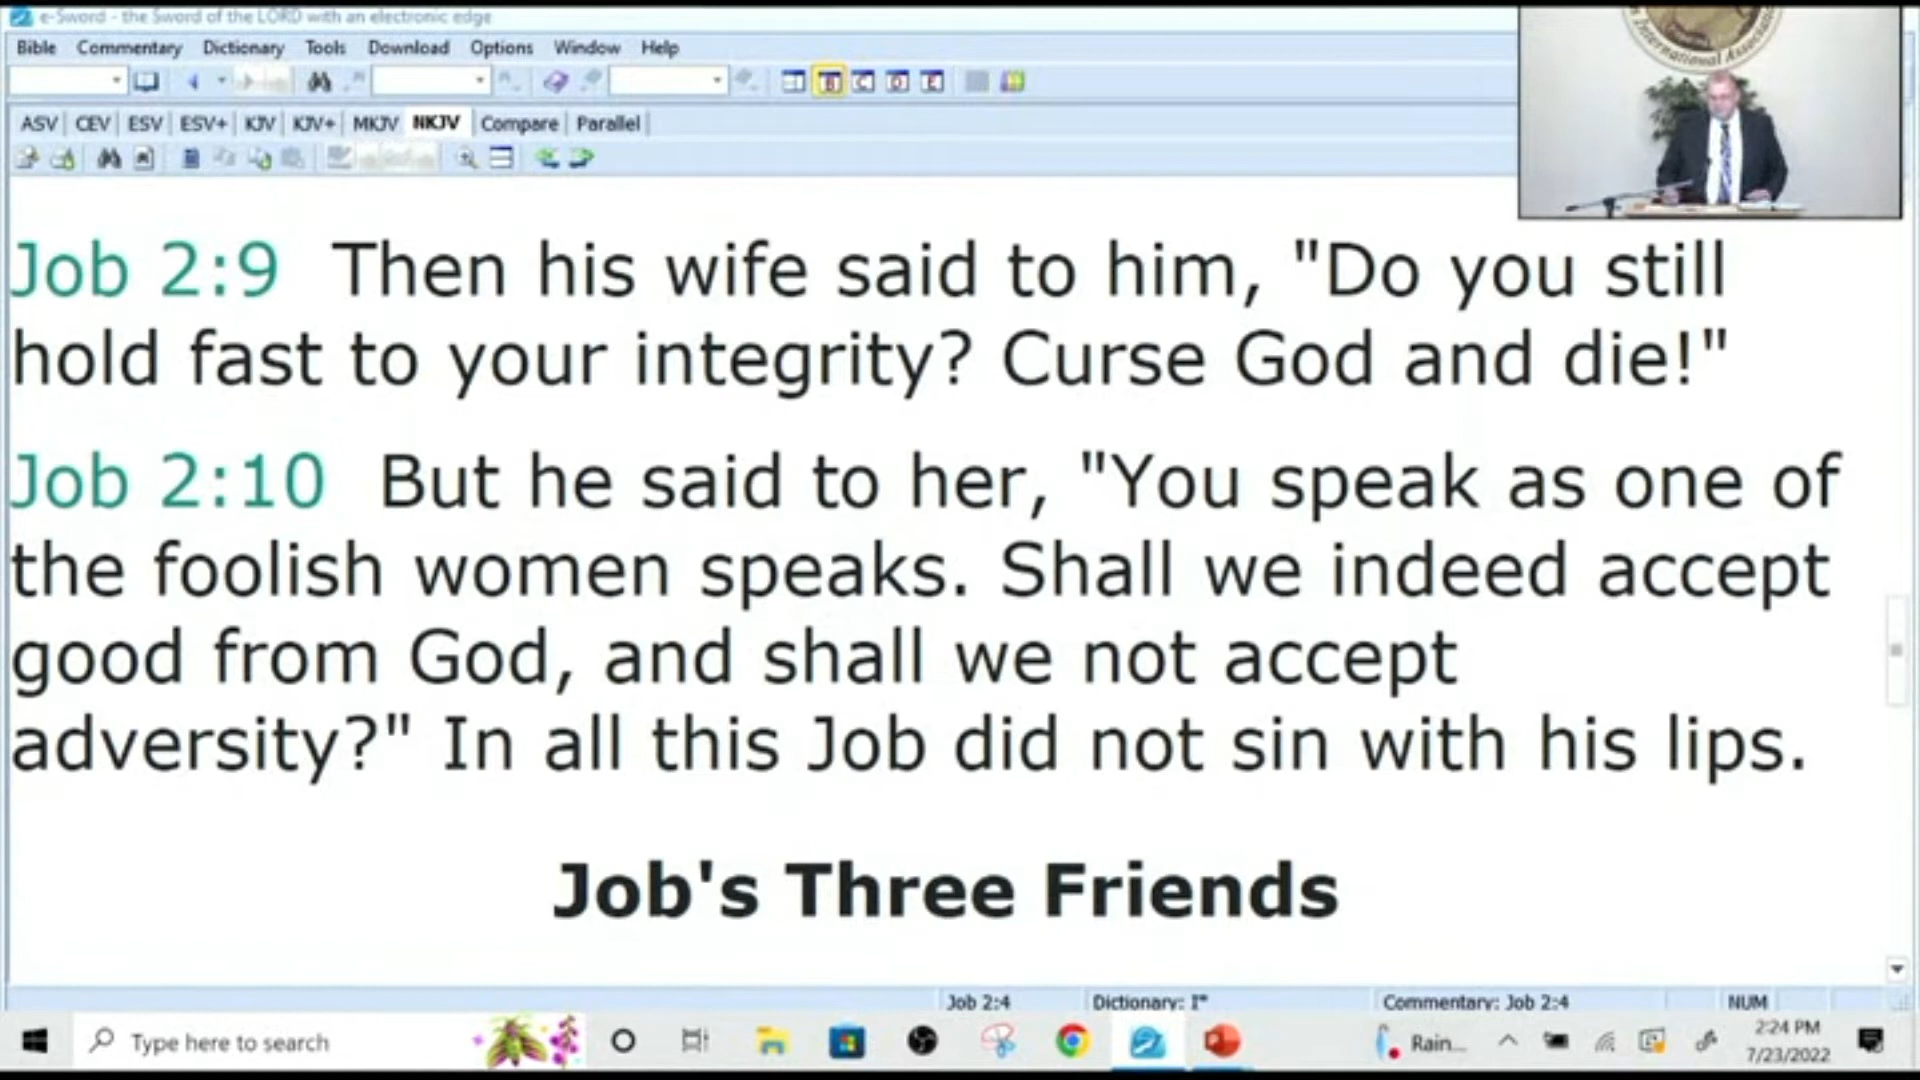 e-Sword - the Sword of the LORD with an electronic edge
Bible Commentary Dictionary Tools Download Options Window Help
International Associa
ASV CEV ESV ESV+ KJV KJV+ MKJV NKJV Compare Parallel
Job 2:9 Then his wife said to him, "Do you still
hold fast to your integrity? Curse God and die!"
Job 2:10 But he said to her, "You speak as one of
the foolish women speaks. Shall we indeed accept
good from God, and shall we not accept
adversity?" In all this Job did not sin with his lips.
Job's Three Friends
Job 2:4 Dictionary: I* Commentary: Job 2:4 NUM
Type here to search Rain... 2:24 PM
7/23/2022